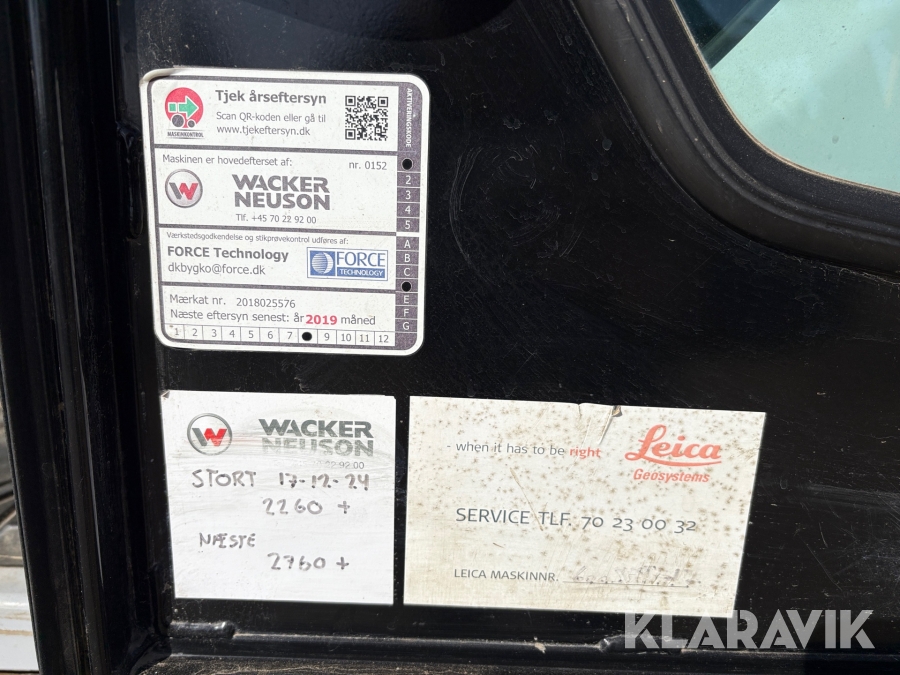 Tjek årseftersyn
Scan QR-koden eller gå til
www.tjekeftersyn.dk
MASKINKONTROL
AKTIVERINGSKODE
Maskinen er hovedefterset af:
nr. 0152
WACKER
NEUSON
Tlf. +45 70 22 92 00
2
3
4
5
Værkstedsgodkendelse og stikprøvekontrol udføres af:
FORCE Technology
dkbygko@force.dk
FORCE
TECHNOLOGY
A
B
C
E
F
G
Mærkat nr. 2018025576
Næste eftersyn senest: år 2019 måned
1 2 3 4 5 6 7 9 10 11 12
WACKER
NEUSON
22 92 00
STORT 17-12-24
2260 +
NÆSTE
2760 +
- when it has to be right
Leica
Geosystems
SERVICE TLF. 70 23 00 32
LEICA MASKINNR.
KLARAVIK